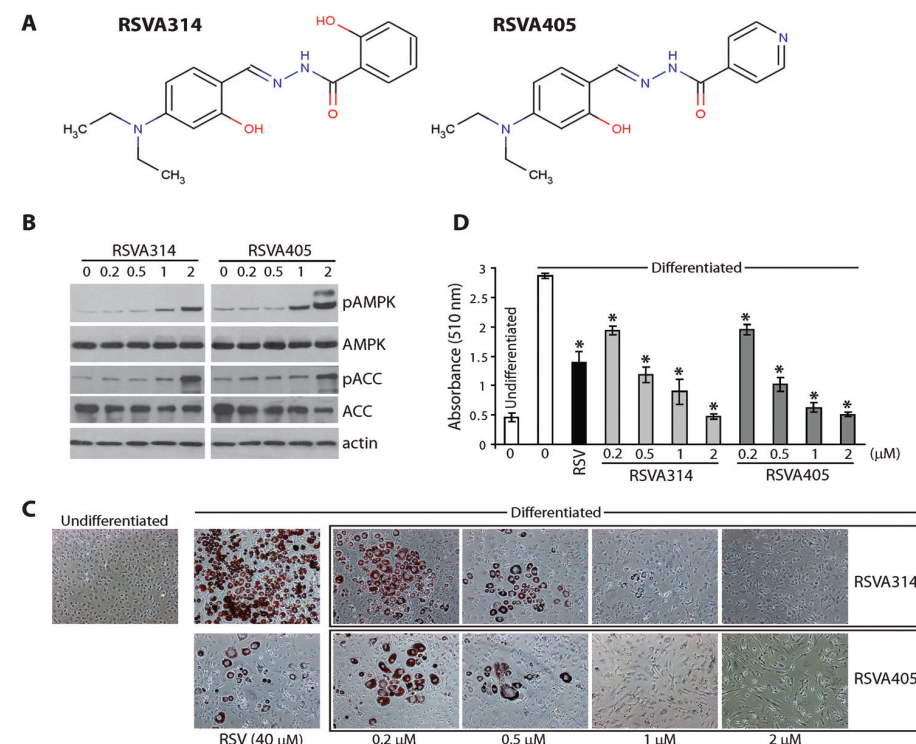 A
RSVA314
RSVA405
HO
H
N
N
O
OH
N
H₃C
CH₃
N
H
N
N
O
OH
N
H₃C
CH₃
B
RSVA314
RSVA405
0 0.2 0.5 1 2
0 0.2 0.5 1 2
pAMPK
AMPK
pACC
ACC
actin
D
Differentiated
Absorbance (510 nm)
3
2.5
2
1.5
1
0.5
0
Undifferentiated
* * * * * * * * *
0 0 RSV 0.2 0.5 1 2 0.2 0.5 1 2 (μM)
RSVA314
RSVA405
C
Undifferentiated
Differentiated
RSVA314
RSVA405
RSV (40 μM)
0.2 μM
0.5 μM
1 μM
2 μM